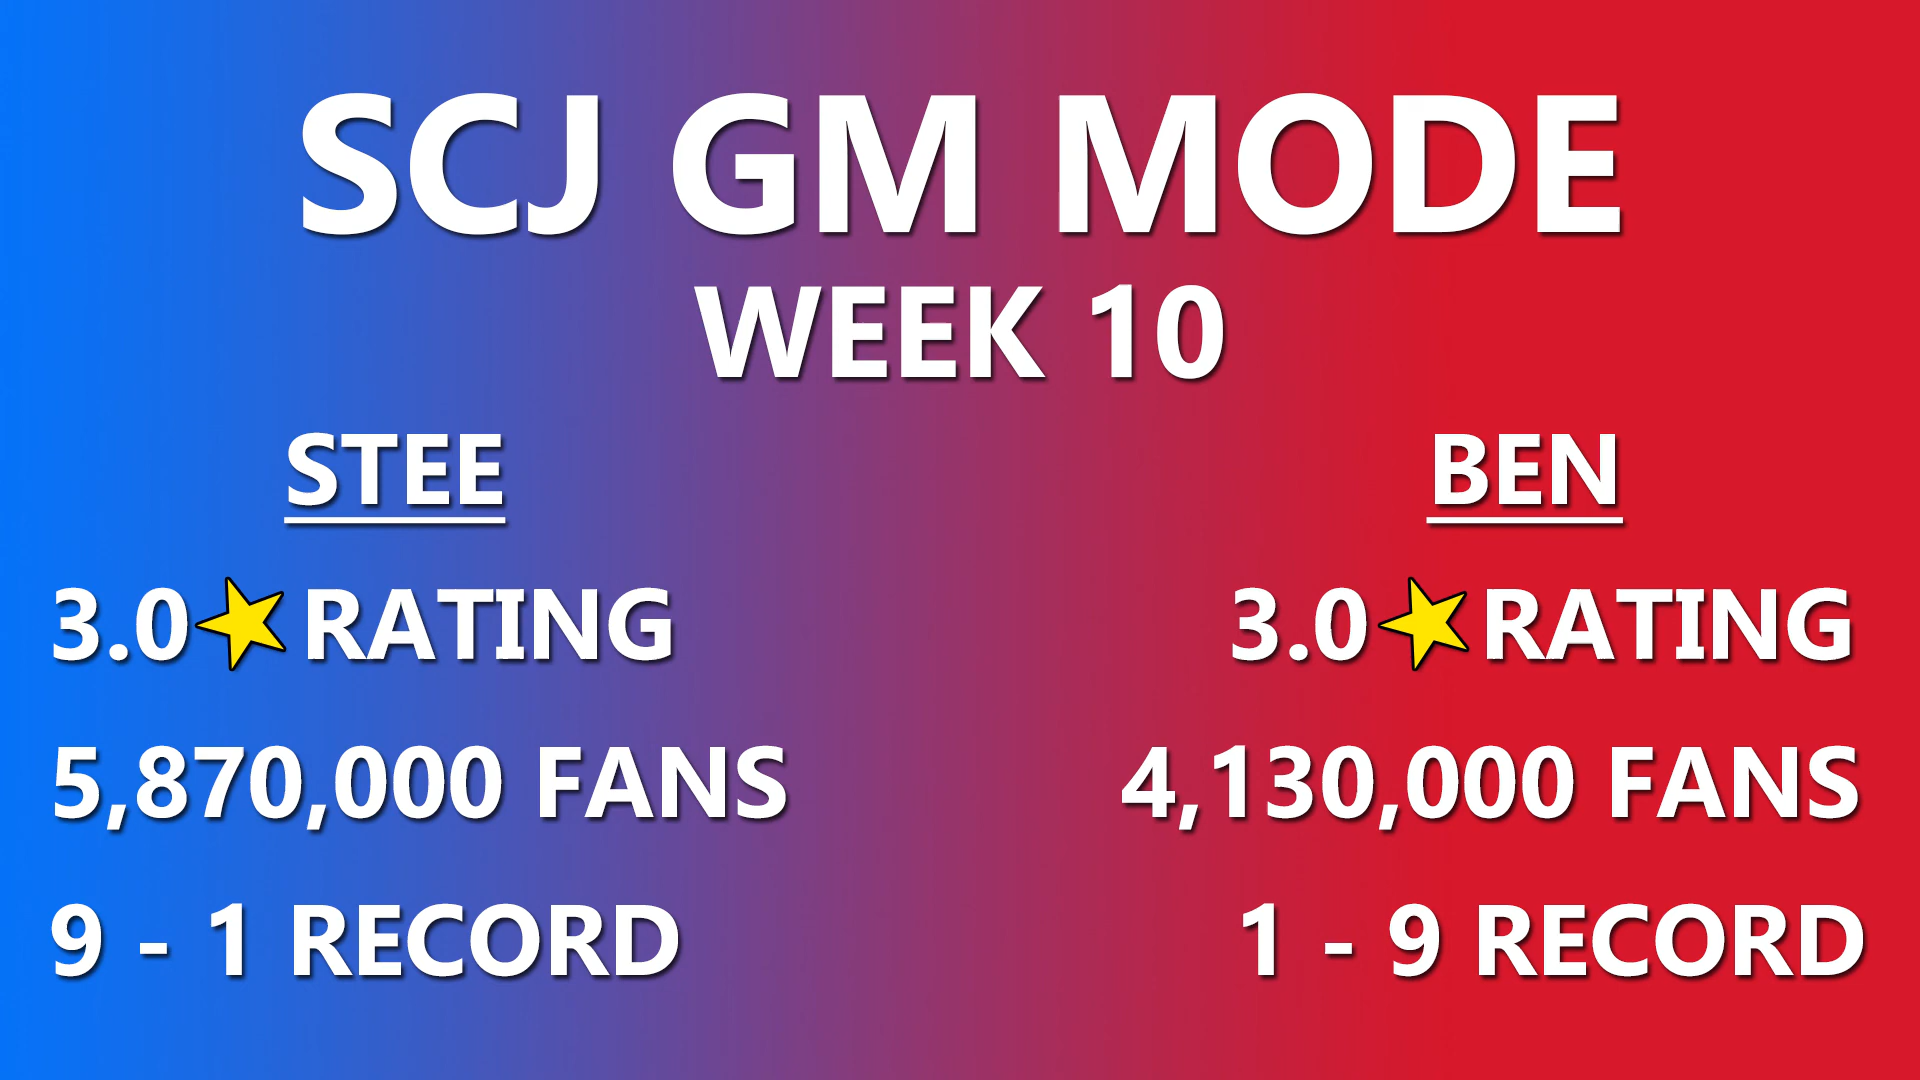 SCJ GM MODE
WEEK 10
STEE
3.0 RATING
5,870,000 FANS
9 - 1 RECORD
BEN
3.0 RATING
4,130,000 FANS
1 - 9 RECORD